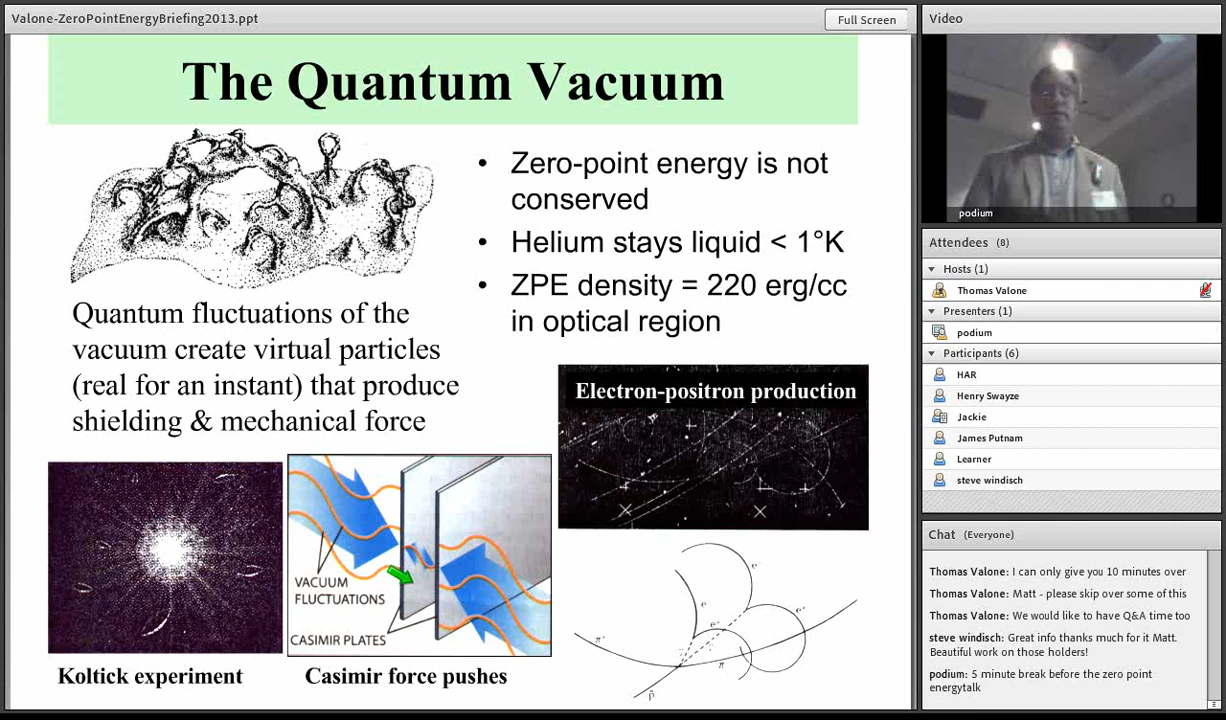 Valone-ZeroPointEnergyBriefing2013.ppt
Full Screen
The Quantum Vacuum
Quantum fluctuations of the
vacuum create virtual particles
(real for an instant) that produce
shielding & mechanical force
• Zero-point energy is not
conserved
• Helium stays liquid < 1°K
• ZPE density = 220 erg/cc
in optical region
Electron-positron production
VACUUM
FLUCTUATIONS
CASIMIR PLATES
Koltick experiment
Casimir force pushes
Video
podium
Attendees (8)
Hosts (1)
Thomas Valone
Presenters (1)
podium
Participants (6)
HAR
Henry Swayze
Jackie
James Putnam
Learner
steve windisch
Chat (Everyone)
Thomas Valone: I can only give you 10 minutes over
Thomas Valone: Matt - please skip over some of this
Thomas Valone: We would like to have Q&A time too
steve windisch: Great info thanks much for it Matt.
Beautiful work on those holders!
podium: 5 minute break before the zero point
energytalk